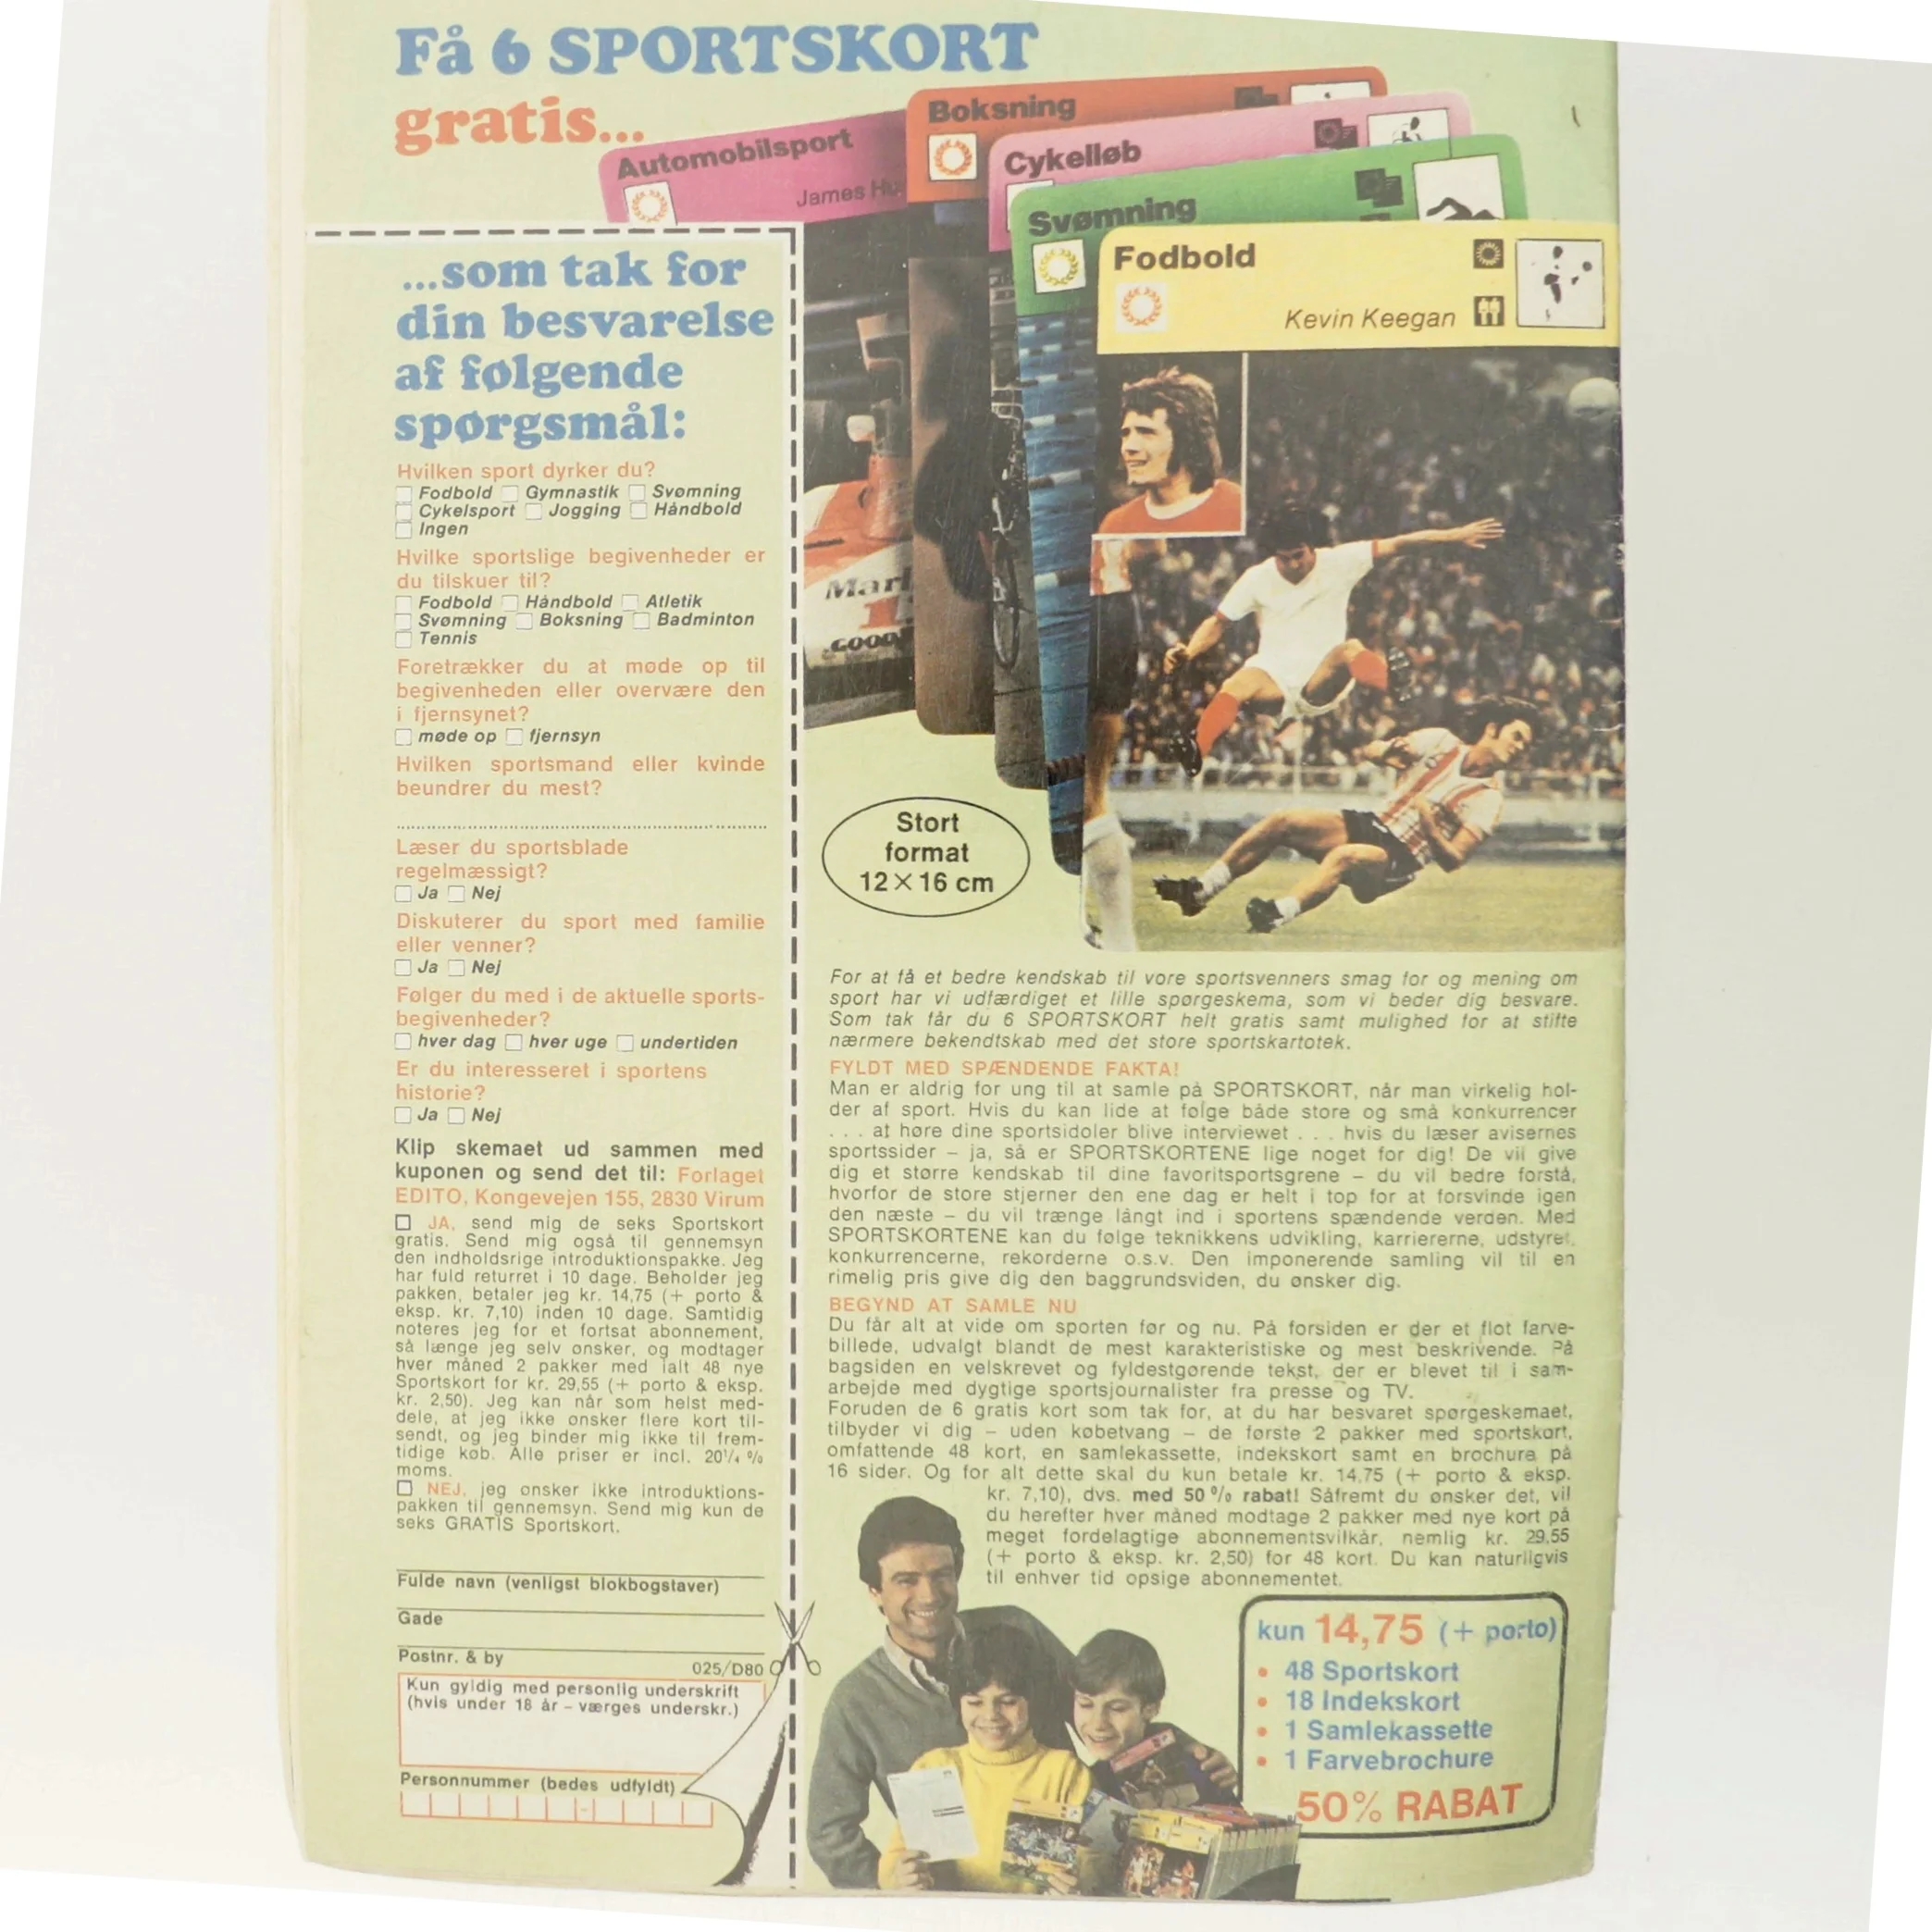 Få 6 SPORTSKORT
gratis...
Automobilsport
James
Boksning
Cykelløb
Svømning
Fodbold
Kevin Keegan
Marl
GOOD
...som tak for
din besvarelse
af følgende
spørgsmål:
Hvilken sport dyrker du?
Fodbold Gymnastik Svømning
Cykelsport Jogging Håndbold
Ingen
Hvilke sportslige begivenheder er
du tilskuer til?
Fodbold Håndbold Atletik
Svømning Boksning Badminton
Tennis
Foretrækker du at møde op til
begivenheden eller overvære den
i fjernsynet?
møde op fjernsyn
Hvilken sportsmand eller kvinde
beundrer du mest?
Læser du sportsblade
regelmæssigt?
Ja Nej
Diskuterer du sport med familie
eller venner?
Ja Nej
Følger du med i de aktuelle sports-
begivenheder?
hver dag hver uge undertiden
Er du interesseret i sportens
historie?
Ja Nej
Klip skemaet ud sammen med
kuponen og send det til: Forlaget
EDITO, Kongevejen 155, 2830 Virum
JA, send mig de seks Sportskort
gratis. Send mig også til gennemsyn
den indholdsrige introduktionspakke. Jeg
har fuld returret i 10 dage. Beholder jeg
pakken, betaler jeg kr. 14,75 (+ porto &
eksp. kr. 7,10) inden 10 dage. Samtidig
noteres jeg for et fortsat abonnement,
så længe jeg selv ønsker, og modtager
hver måned 2 pakker med ialt 48 nye
Sportskort for kr. 29,55 (+ porto & eksp.
kr. 2,50). Jeg kan når som helst med-
dele, at jeg ikke ønsker flere kort til-
sendt, og jeg binder mig ikke til frem-
tidige køb. Alle priser er incl. 20¼ %
moms.
NEJ, jeg ønsker ikke introduktions-
pakken til gennemsyn. Send mig kun de
seks GRATIS Sportskort.
Fulde navn (venligst blokbogstaver)
Gade
Postnr. & by
025/D80
Kun gyldig med personlig underskrift
(hvis under 18 år – værges underskr.)
Personnummer (bedes udfyldt)
Stort
format
12×16 cm
For at få et bedre kendskab til vore sportsvenners smag for og mening om
sport har vi udfærdiget et lille spørgeskema, som vi beder dig besvare.
Som tak får du 6 SPORTSKORT helt gratis samt mulighed for at stifte
nærmere bekendtskab med det store sportskartotek.
FYLDT MED SPÆNDENDE FAKTA!
Man er aldrig for ung til at samle på SPORTSKORT, når man virkelig hol-
der af sport. Hvis du kan lide at følge både store og små konkurrencer
. . . at høre dine sportsidoler blive interviewet . . . hvis du læser avisernes
sportssider – ja, så er SPORTSKORTENE lige noget for dig! De vil give
dig et større kendskab til dine favoritsportsgrene – du vil bedre forstå,
hvorfor de store stjerner den ene dag er helt i top for at forsvinde igen
den næste – du vil trænge langt ind i sportens spændende verden. Med
SPORTSKORTENE kan du følge teknikkens udvikling, karriererne, udstyret,
konkurrencerne, rekorderne o.s.v. Den imponerende samling vil til en
rimelig pris give dig den baggrundsviden, du ønsker dig.
BEGYND AT SAMLE NU
Du får alt at vide om sporten før og nu. På forsiden er der et flot farve-
billede, udvalgt blandt de mest karakteristiske og mest beskrivende. På
bagsiden en velskrevet og fyldestgørende tekst, der er blevet til i sam-
arbejde med dygtige sportsjournalister fra presse og TV.
Foruden de 6 gratis kort som tak for, at du har besvaret spørgeskemaet,
tilbyder vi dig – uden købetvang – de første 2 pakker med sportskort,
omfattende 48 kort, en samlekassette, indekskort samt en brochure på
16 sider. Og for alt dette skal du kun betale kr. 14,75 (+ porto & eksp.
kr. 7,10), dvs. med 50 % rabat! Såfremt du ønsker det, vil
du herefter hver måned modtage 2 pakker med nye kort på
meget fordelagtige abonnementsvilkår, nemlig kr. 29,55
(+ porto & eksp. kr. 2,50) for 48 kort. Du kan naturligvis
til enhver tid opsige abonnementet.
kun 14,75 (+ porto)
• 48 Sportskort
• 18 Indekskort
• 1 Samlekassette
• 1 Farvebrochure
50% RABAT